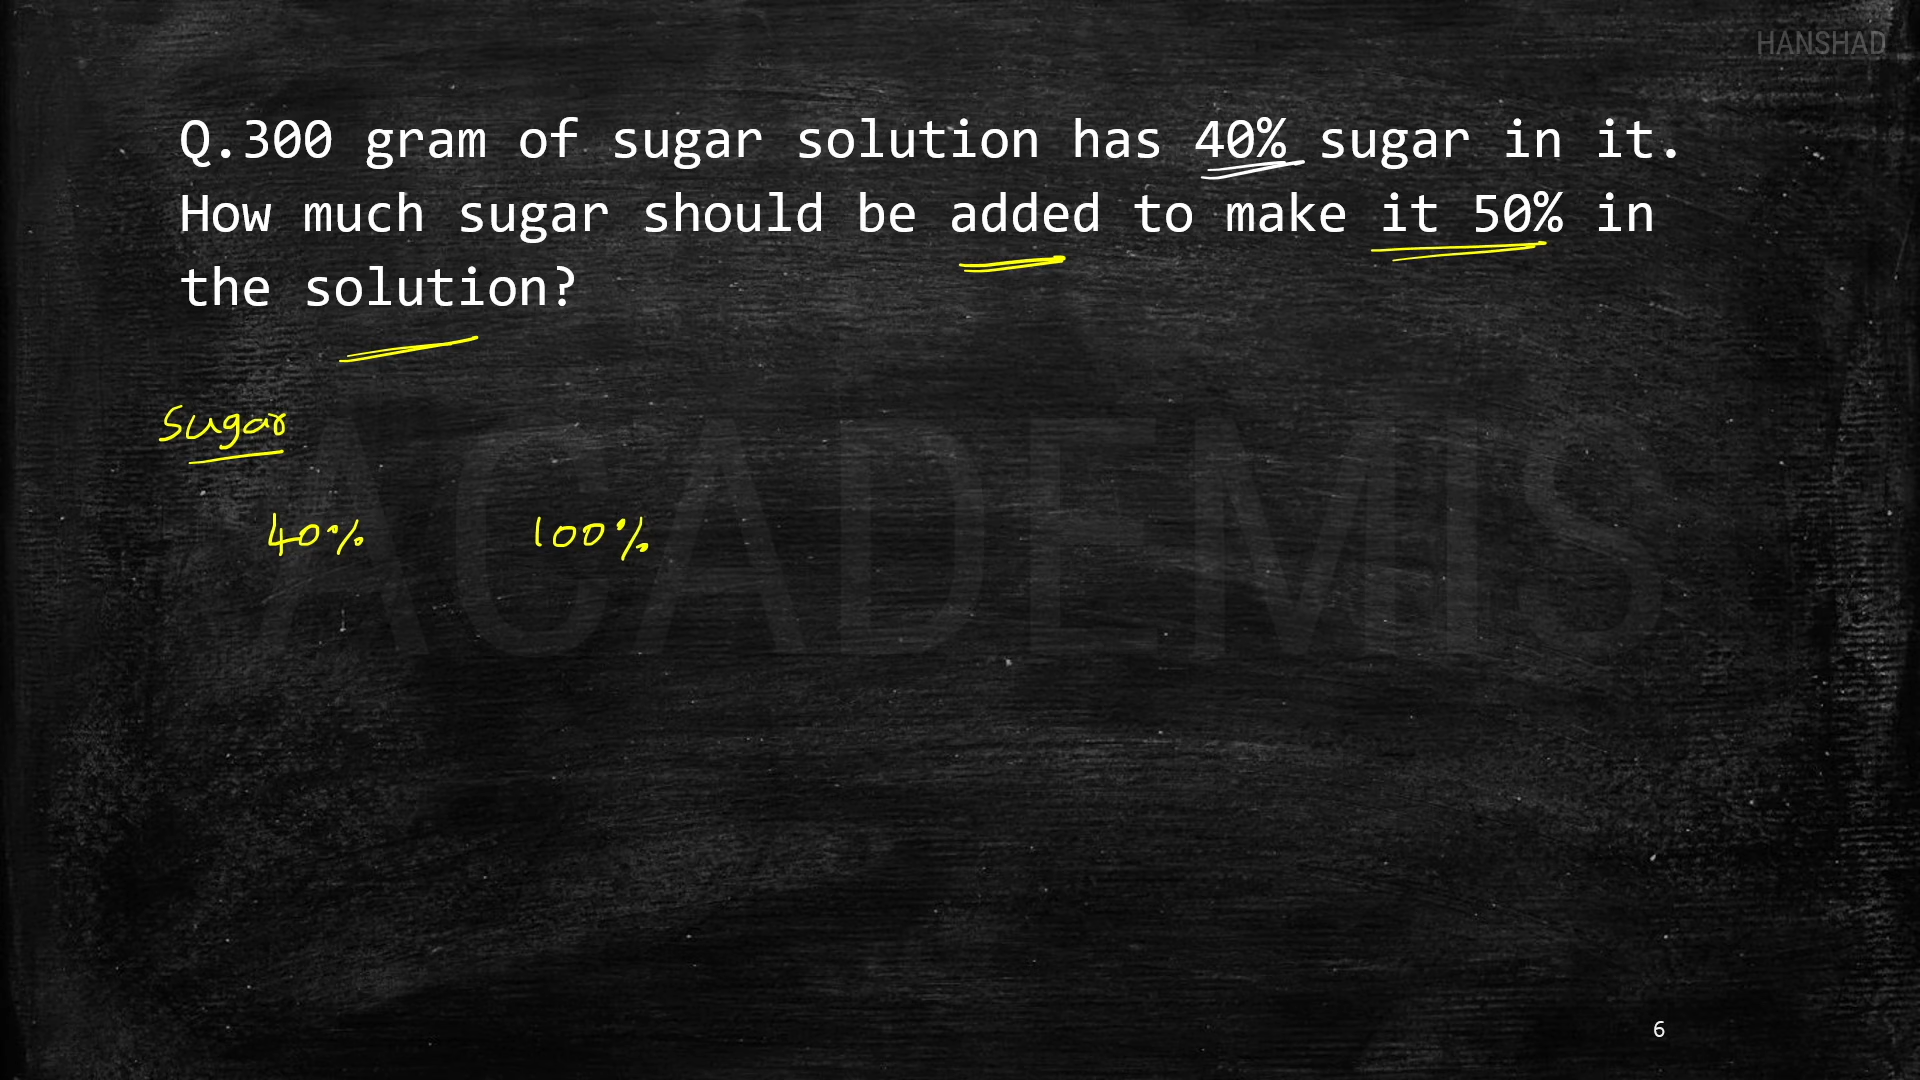 HANSHAD
Q.300 gram of sugar solution has 40% sugar in it.
How much sugar should be added to make it 50% in
the solution?
Sugar
40% 100%
ACADEMIS
6